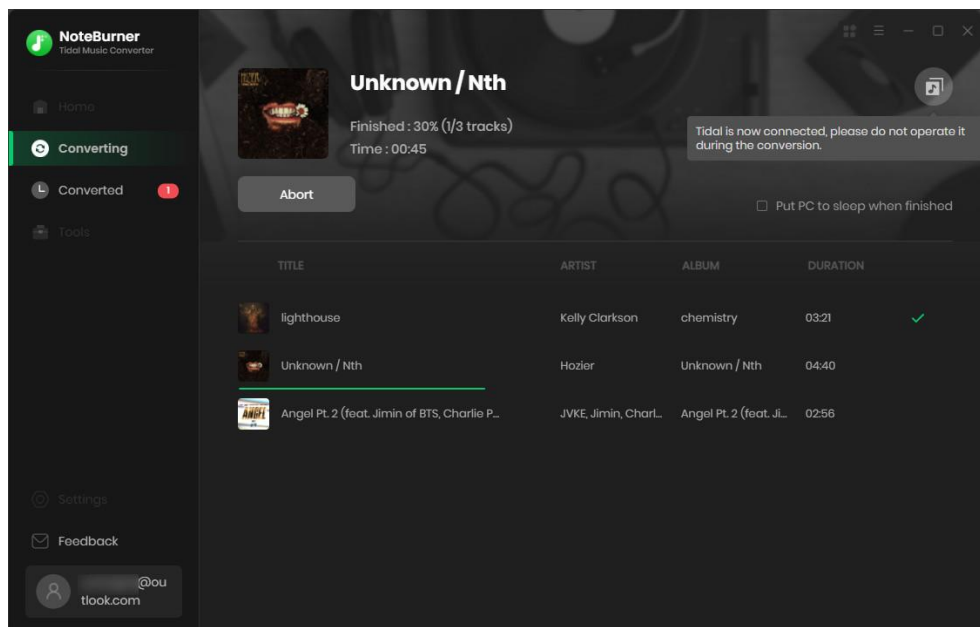 NoteBurner
Tidal Music Converter
Home
Converting
Converted 1
Tools
Settings
Feedback
@ou
tlook.com
Unknown / Nth
Finished : 30% (1/3 tracks)
Time : 00:45
Abort
Tidal is now connected, please do not operate it
during the conversion.
Put PC to sleep when finished
TITLE ARTIST ALBUM DURATION
lighthouse Kelly Clarkson chemistry 03:21
Unknown / Nth Hozier Unknown / Nth 04:40
ANGEL
Angel Pt. 2 (feat. Jimin of BTS, Charlie P... JVKE, Jimin, Charl... Angel Pt. 2 (feat. Ji... 02:56